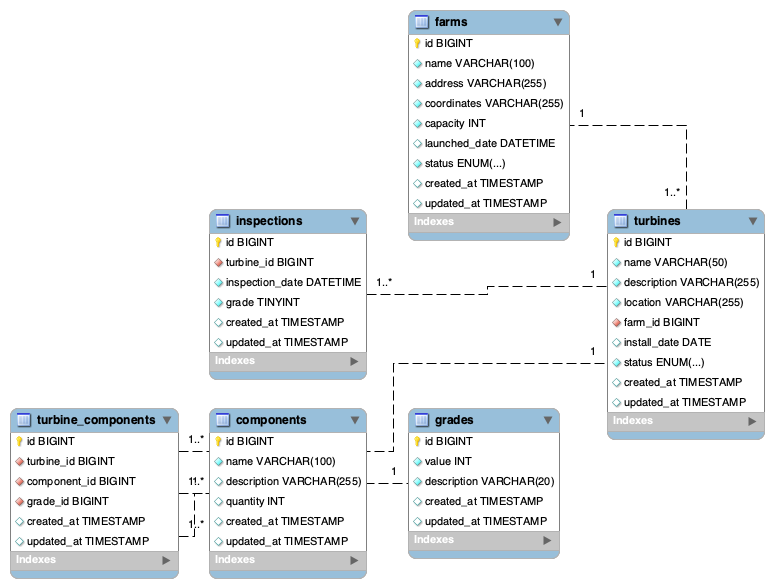 farms
id BIGINT
name VARCHAR(100)
address VARCHAR(255)
coordinates VARCHAR(255)
capacity INT
launched_date DATETIME
status ENUM(...)
created_at TIMESTAMP
updated_at TIMESTAMP
Indexes
1
1..*
inspections
id BIGINT
turbine_id BIGINT
inspection_date DATETIME
grade TINYINT
created_at TIMESTAMP
updated_at TIMESTAMP
Indexes
1..*
1
turbines
id BIGINT
name VARCHAR(50)
description VARCHAR(255)
location VARCHAR(255)
farm_id BIGINT
install_date DATE
status ENUM(...)
created_at TIMESTAMP
updated_at TIMESTAMP
Indexes
1
turbine_components
id BIGINT
turbine_id BIGINT
component_id BIGINT
grade_id BIGINT
created_at TIMESTAMP
updated_at TIMESTAMP
Indexes
1..*
1..*
components
id BIGINT
name VARCHAR(100)
description VARCHAR(255)
quantity INT
created_at TIMESTAMP
updated_at TIMESTAMP
Indexes
1
grades
id BIGINT
value INT
description VARCHAR(20)
created_at TIMESTAMP
updated_at TIMESTAMP
Indexes